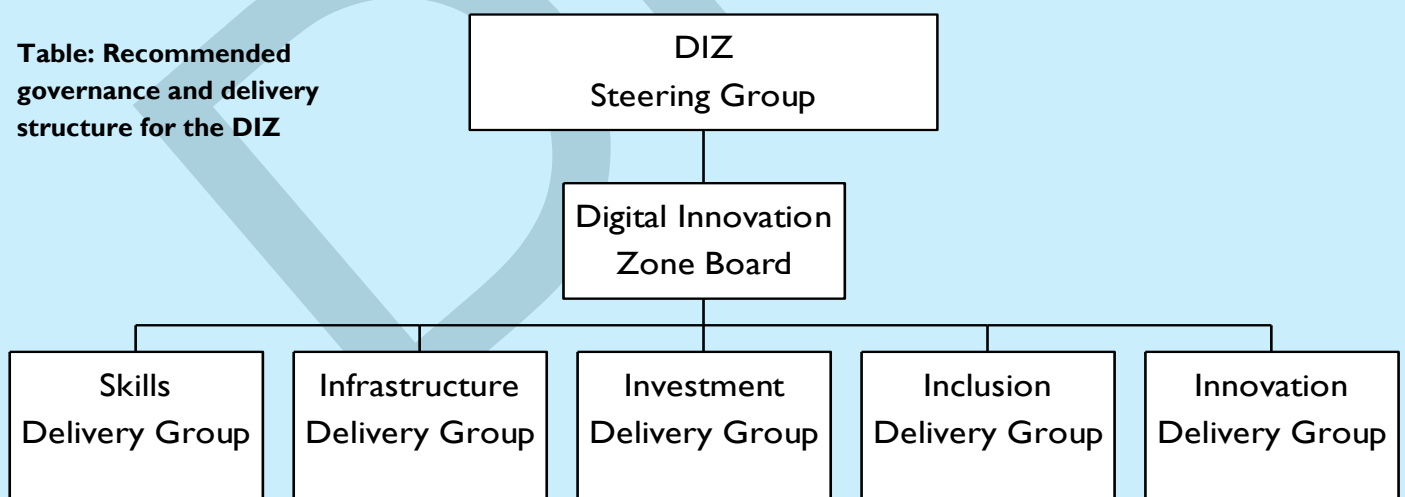 Table: Recommended
governance and delivery
structure for the DIZ
DIZ
Steering Group
Digital Innovation
Zone Board
Skills
Delivery Group
Infrastructure
Delivery Group
Investment
Delivery Group
Inclusion
Delivery Group
Innovation
Delivery Group